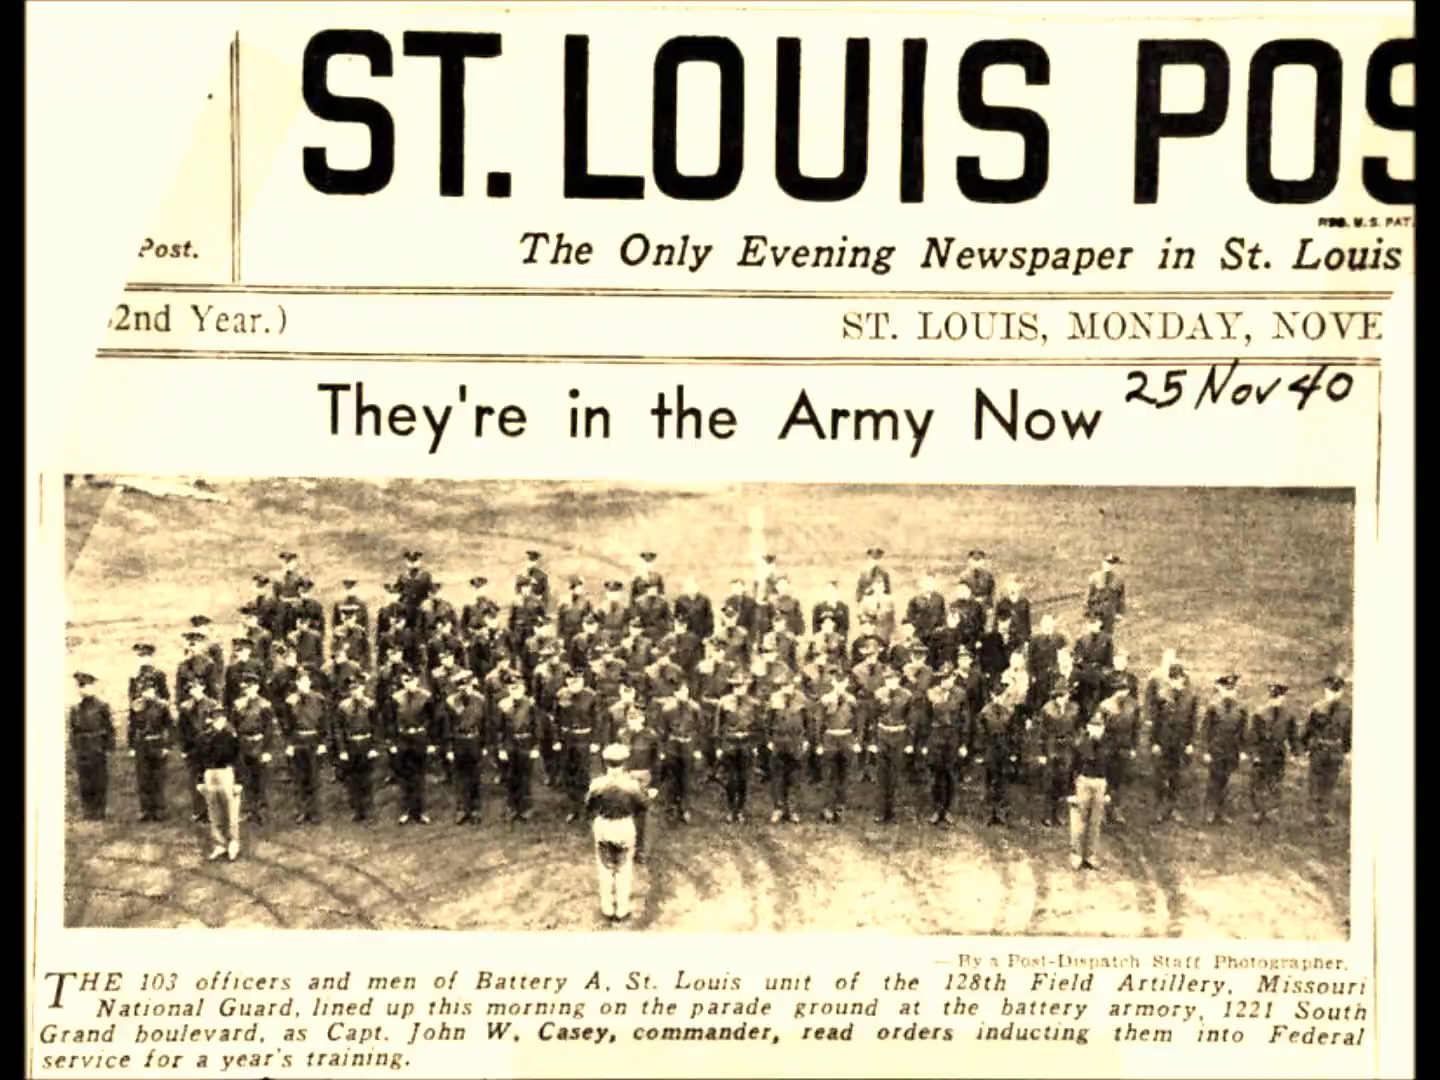 ST. LOUIS POS
REG. U.S. PAT.
Post.
The Only Evening Newspaper in St. Louis
2nd Year.)
ST. LOUIS, MONDAY, NOVE
They're in the Army Now
25 Nov 40
— By a Post-Dispatch Staff Photographer.
THE 103 officers and men of Battery A, St. Louis unit of the 128th Field Artillery, Missouri
National Guard, lined up this morning on the parade ground at the battery armory, 1221 South
Grand boulevard, as Capt. John W. Casey, commander, read orders inducting them into Federal
service for a year's training.